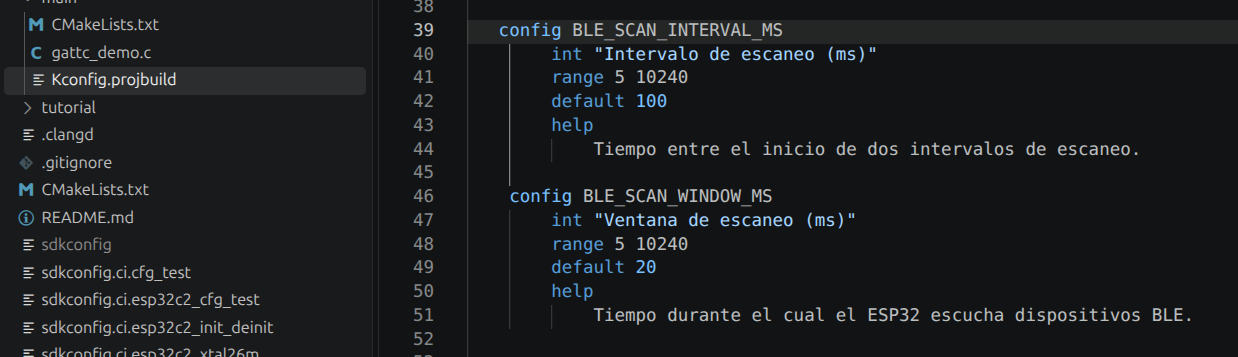 main
CMakeLists.txt
gattc_demo.c
Kconfig.projbuild
tutorial
.clangd
.gitignore
CMakeLists.txt
README.md
sdkconfig
sdkconfig.ci.cfg_test
sdkconfig.ci.esp32c2_cfg_test
sdkconfig.ci.esp32c2_init_deinit
sdkconfig.ci.esp32c2_xtal26m
38
39 config BLE_SCAN_INTERVAL_MS
40 int "Intervalo de escaneo (ms)"
41 range 5 10240
42 default 100
43 help
44 Tiempo entre el inicio de dos intervalos de escaneo.
45
46 config BLE_SCAN_WINDOW_MS
47 int "Ventana de escaneo (ms)"
48 range 5 10240
49 default 20
50 help
51 Tiempo durante el cual el ESP32 escucha dispositivos BLE.
52